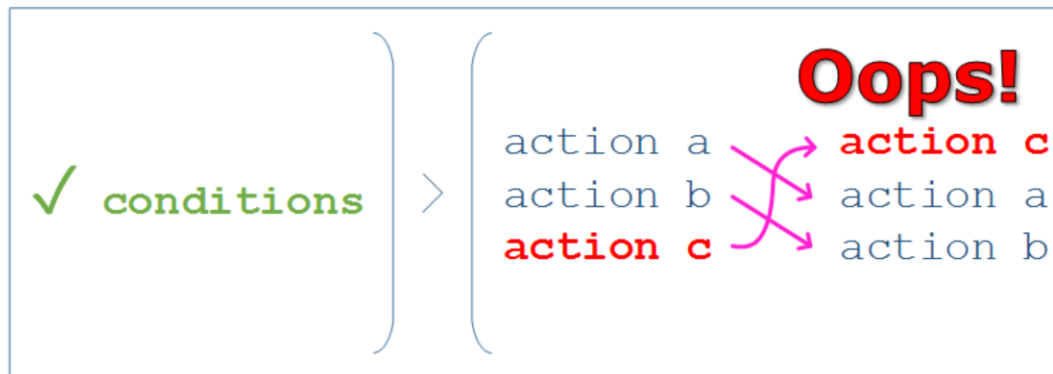 Oops!
action a action c
✓ conditions > action b action a
action c action b